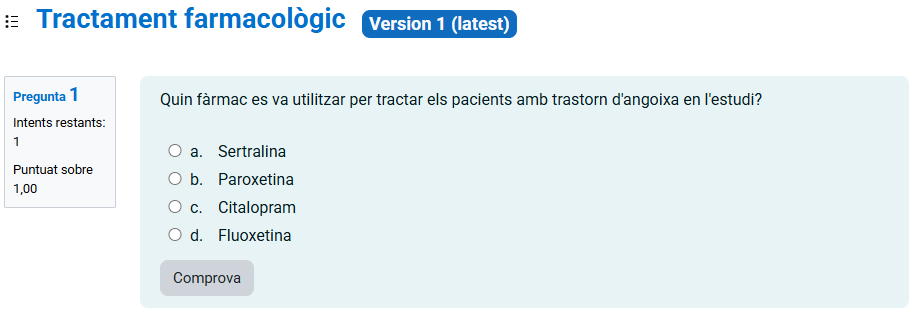 Tractament farmacològic Version 1 (latest)
Pregunta 1
Intents restants:
1
Puntuat sobre
1,00
Quin fàrmac es va utilitzar per tractar els pacients amb trastorn d'angoixa en l'estudi?
a. Sertralina
b. Paroxetina
c. Citalopram
d. Fluoxetina
Comprova